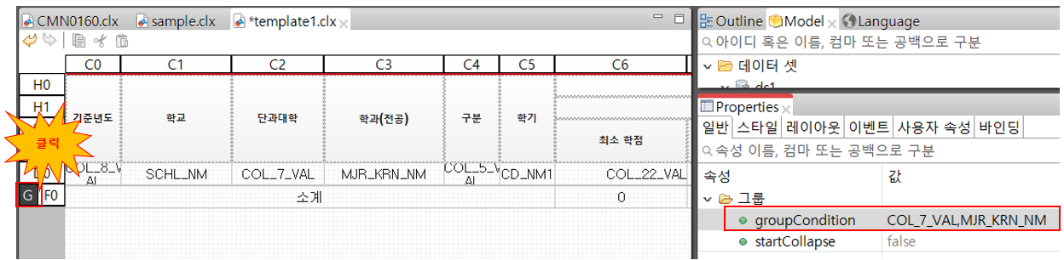 CMN0160.clx sample.clx *template1.clx
C0 C1 C2 C3 C4 C5 C6
H0
H1
기준년도 학교 단과대학 학과(전공) 구분 학기
최소 학점
클릭
COL_8_V
AL SCHL_NM COL_7_VAL MJR_KRN_NM COL_5_V
AL CD_NM1 COL_22_VAL
G F0 소계 0
Outline Model Language
아이디 혹은 이름, 컴마 또는 공백으로 구분
데이터 셋
ds1
Properties
일반 스타일 레이아웃 이벤트 사용자 속성 바인딩
속성 이름, 컴마 또는 공백으로 구분
속성 값
그룹
groupCondition COL_7_VAL,MJR_KRN_NM
startCollapse false